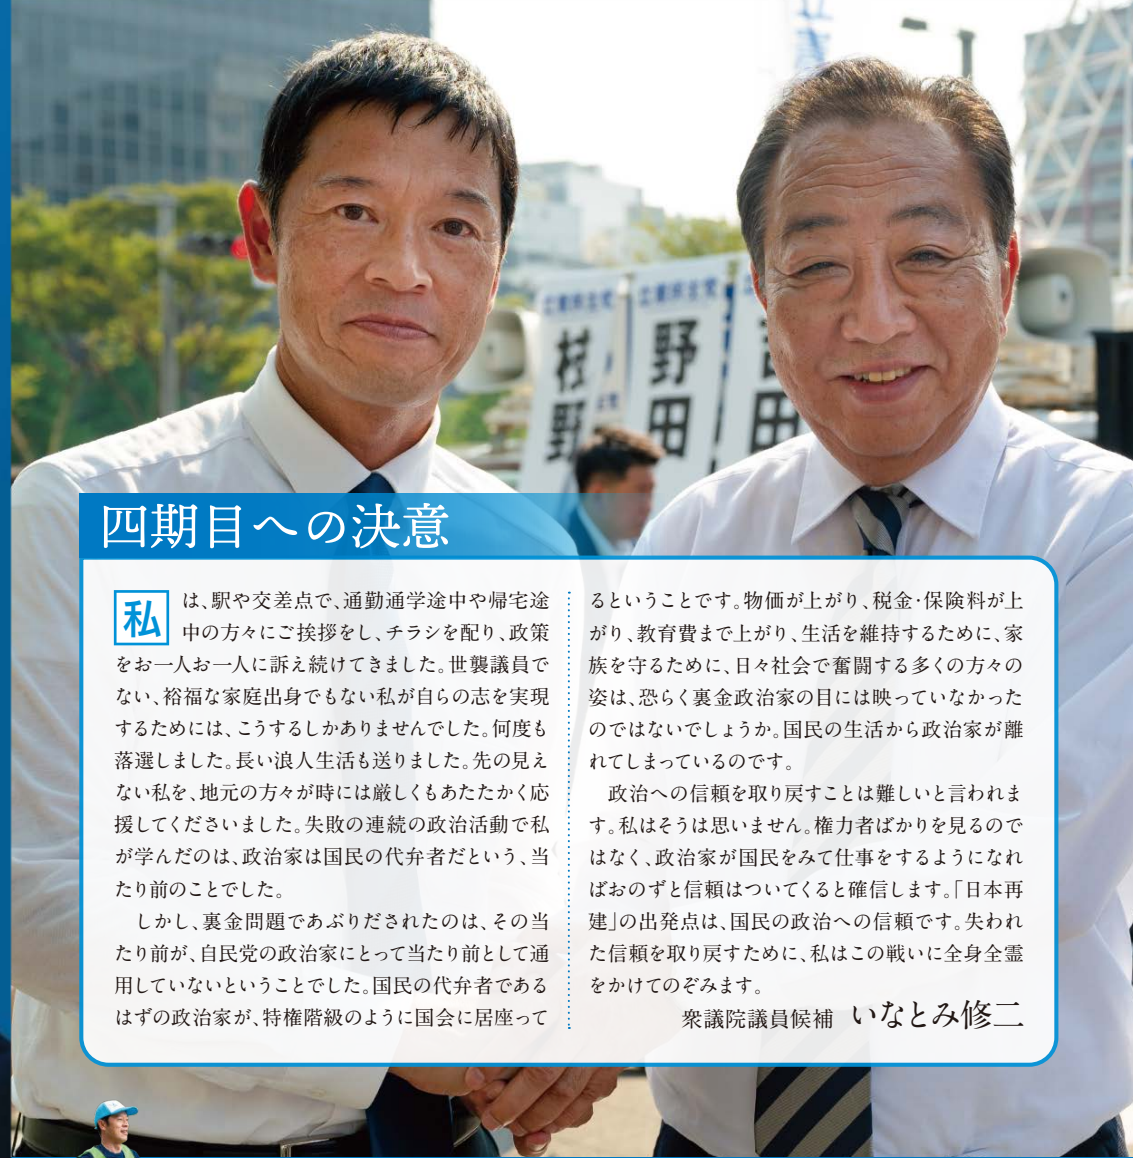 立憲民主党
枝野
立憲民主党
野田
田
四期目への決意
私は、駅や交差点で、通勤通学途中や帰宅途
中の方々にご挨拶をし、チラシを配り、政策
をお一人お一人に訴え続けてきました。世襲議員で
ない、裕福な家庭出身でもない私が自らの志を実現
するためには、こうするしかありませんでした。何度も
落選しました。長い浪人生活も送りました。先の見え
ない私を、地元の方々が時には厳しくもあたたかく応
援してくださいました。失敗の連続の政治活動で私
が学んだのは、政治家は国民の代弁者だという、当
たり前のことでした。
しかし、裏金問題であぶりだされたのは、その当
たり前が、自民党の政治家にとって当たり前として通
用していないということでした。国民の代弁者である
はずの政治家が、特権階級のように国会に居座って
るということです。物価が上がり、税金・保険料が上
がり、教育費まで上がり、生活を維持するために、家
族を守るために、日々社会で奮闘する多くの方々の
姿は、恐らく裏金政治家の目には映っていなかった
のではないでしょうか。国民の生活から政治家が離
れてしまっているのです。
政治への信頼を取り戻すことは難しいと言われま
す。私はそうは思いません。権力者ばかりを見るので
はなく、政治家が国民をみて仕事をするようになれ
ばおのずと信頼はついてくると確信します。「日本再
建」の出発点は、国民の政治への信頼です。失われ
た信頼を取り戻すために、私はこの戦いに全身全霊
をかけてのぞみます。
衆議院議員候補 いなとみ修二